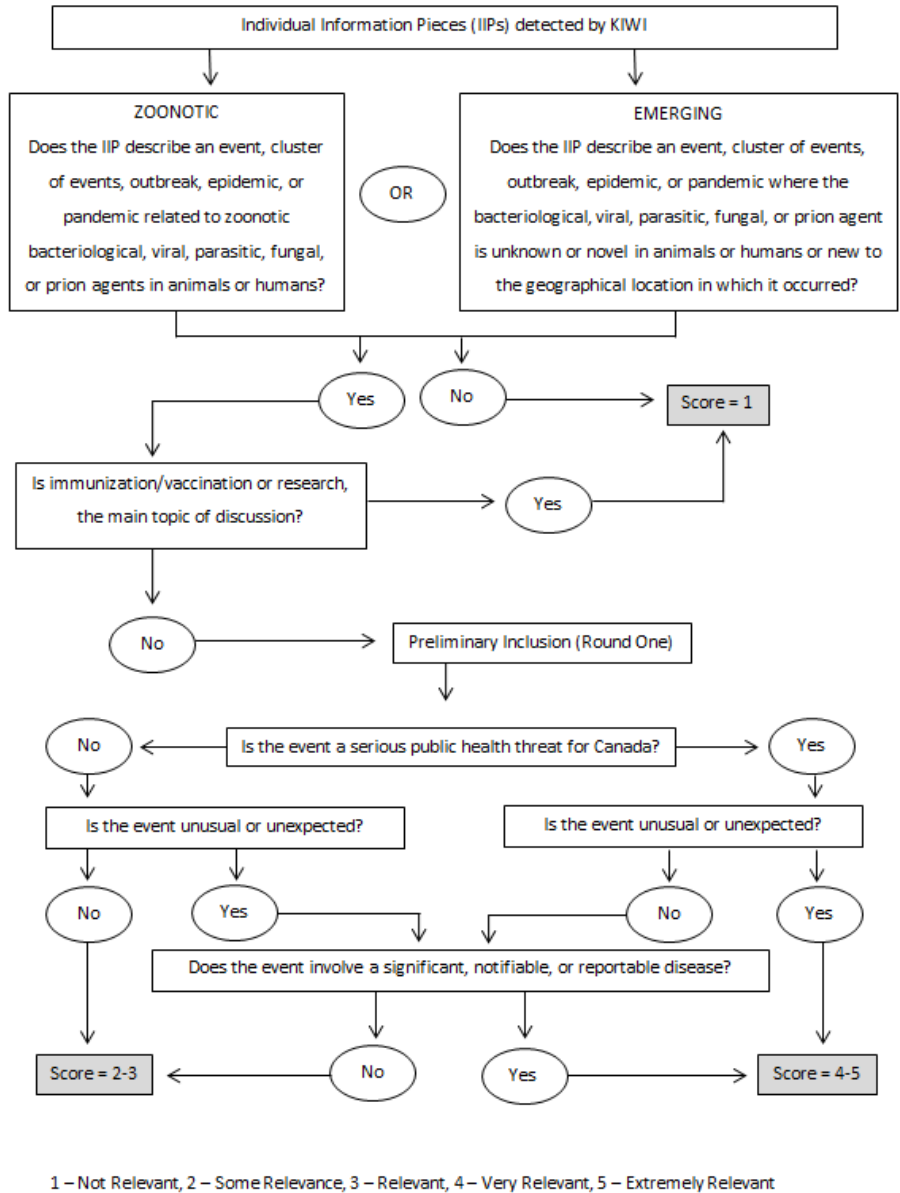 Individual Information Pieces (IIPs) detected by KIWI
ZOONOTIC
Does the IIP describe an event, cluster
of events, outbreak, epidemic, or
pandemic related to zoonotic
bacteriological, viral, parasitic, fungal,
or prion agents in animals or humans?
OR
EMERGING
Does the IIP describe an event, cluster of events,
outbreak, epidemic, or pandemic where the
bacteriological, viral, parasitic, fungal, or prion agent
is unknown or novel in animals or humans or new to
the geographical location in which it occurred?
Yes
No
Score = 1
Is immunization/vaccination or research,
the main topic of discussion?
Yes
No
Preliminary Inclusion (Round One)
No
Is the event a serious public health threat for Canada?
Yes
Is the event unusual or unexpected?
Is the event unusual or unexpected?
No
Yes
No
Yes
Does the event involve a significant, notifiable, or reportable disease?
Score = 2-3
No
Yes
Score = 4-5
1 – Not Relevant, 2 – Some Relevance, 3 – Relevant, 4 – Very Relevant, 5 – Extremely Relevant